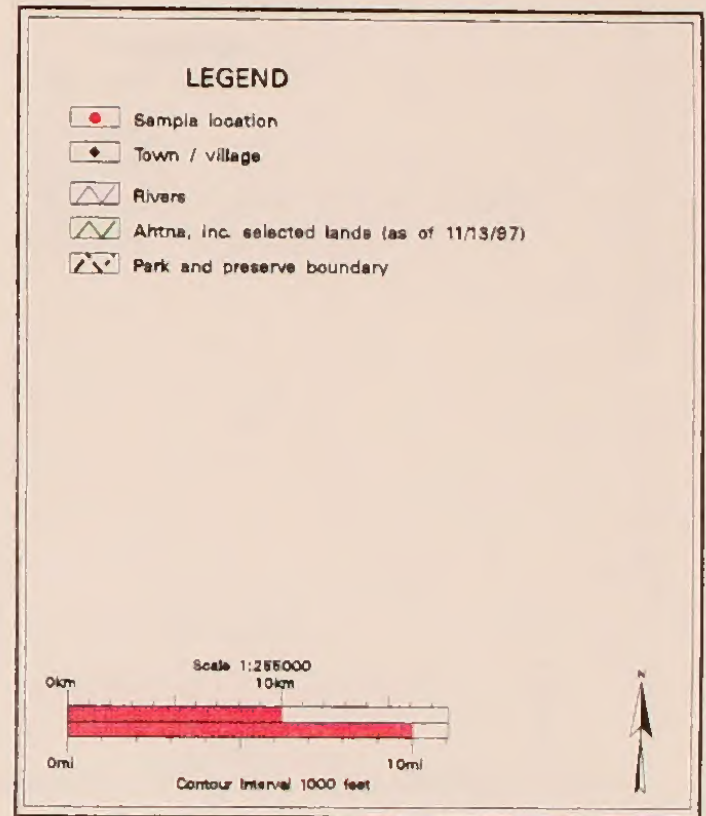 LEGEND
Sample location
Town / village
Rivers
Ahtna, inc. selected lands (as of 11/13/97)
Park and preserve boundary
Scale 1:255000
0km 10km
0mi 10mi
Contour Interval 1000 feet
N